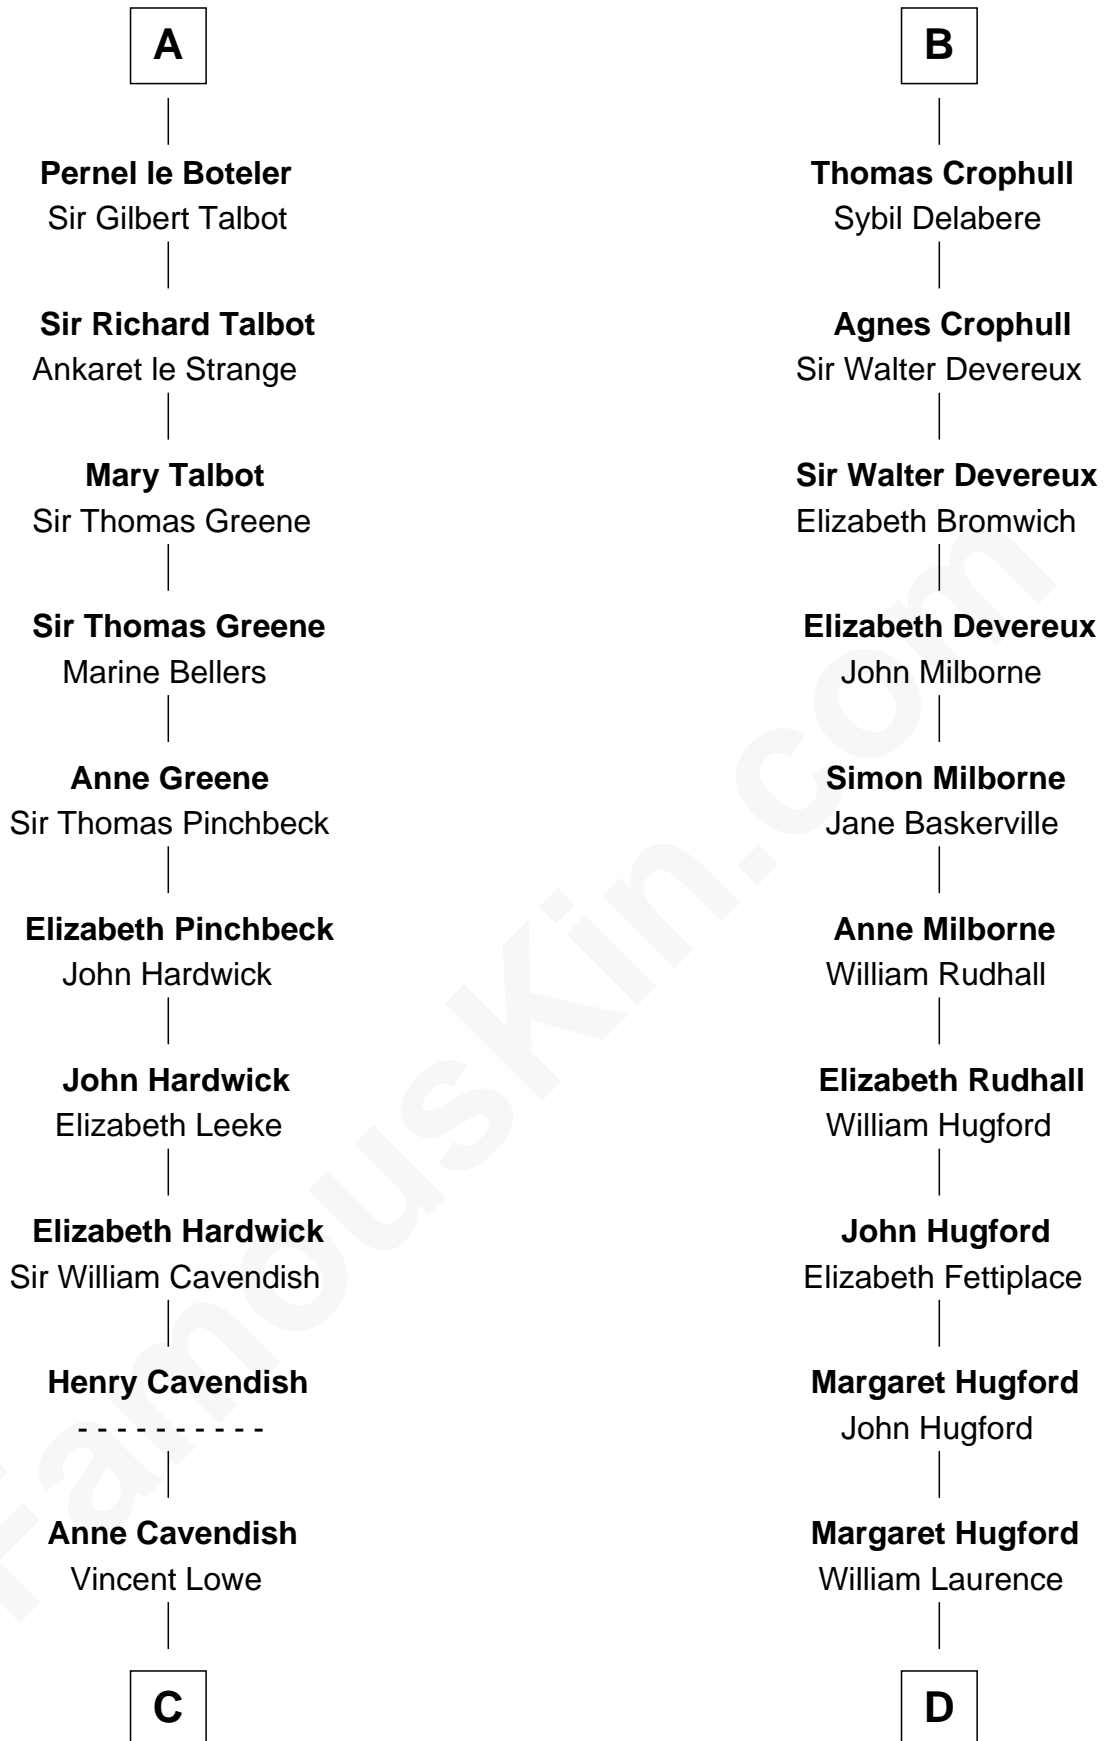 A
Pernel le Boteler
Sir Gilbert Talbot
Sir Richard Talbot
Ankaret le Strange
Mary Talbot
Sir Thomas Greene
Sir Thomas Greene
Marine Bellers
Anne Greene
Sir Thomas Pinchbeck
Elizabeth Pinchbeck
John Hardwick
John Hardwick
Elizabeth Leeke
Elizabeth Hardwick
Sir William Cavendish
Henry Cavendish
- - - - - - - - - -
Anne Cavendish
Vincent Lowe
C
B
Thomas Crophull
Sybil Delabere
Agnes Crophull
Sir Walter Devereux
Sir Walter Devereux
Elizabeth Bromwich
Elizabeth Devereux
John Milborne
Simon Milborne
Jane Baskerville
Anne Milborne
William Rudhall
Elizabeth Rudhall
William Hugford
John Hugford
Elizabeth Fettiplace
Margaret Hugford
John Hugford
Margaret Hugford
William Laurence
D
FamousKin.com